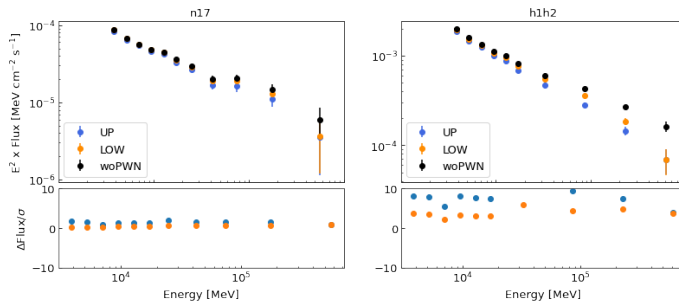 n17
h1h2
E² x Flux [MeV cm⁻² s⁻¹]
10⁻⁴
10⁻⁵
10⁻⁶
UP
LOW
woPWN
10⁻³
10⁻⁴
UP
LOW
woPWN
ΔFlux/σ
10
0
−10
10
0
−10
10⁴
10⁵
10⁴
10⁵
Energy [MeV]
Energy [MeV]